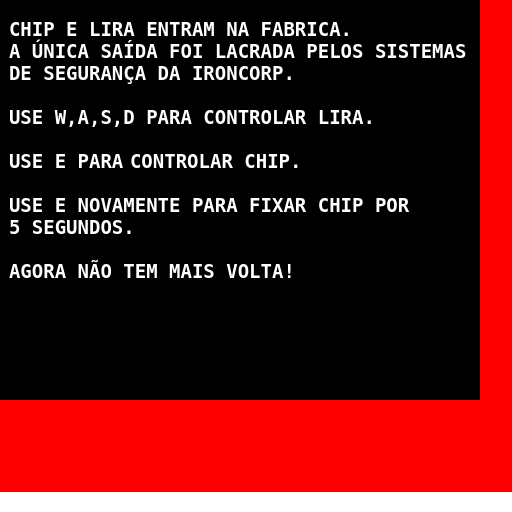 CHIP E LIRA ENTRAM NA FABRICA.
A ÚNICA SAÍDA FOI LACRADA PELOS SISTEMAS
DE SEGURANÇA DA IRONCORP.
USE W,A,S,D PARA CONTROLAR LIRA.
USE E PARA CONTROLAR CHIP.
USE E NOVAMENTE PARA FIXAR CHIP POR
5 SEGUNDOS.
AGORA NÃO TEM MAIS VOLTA!